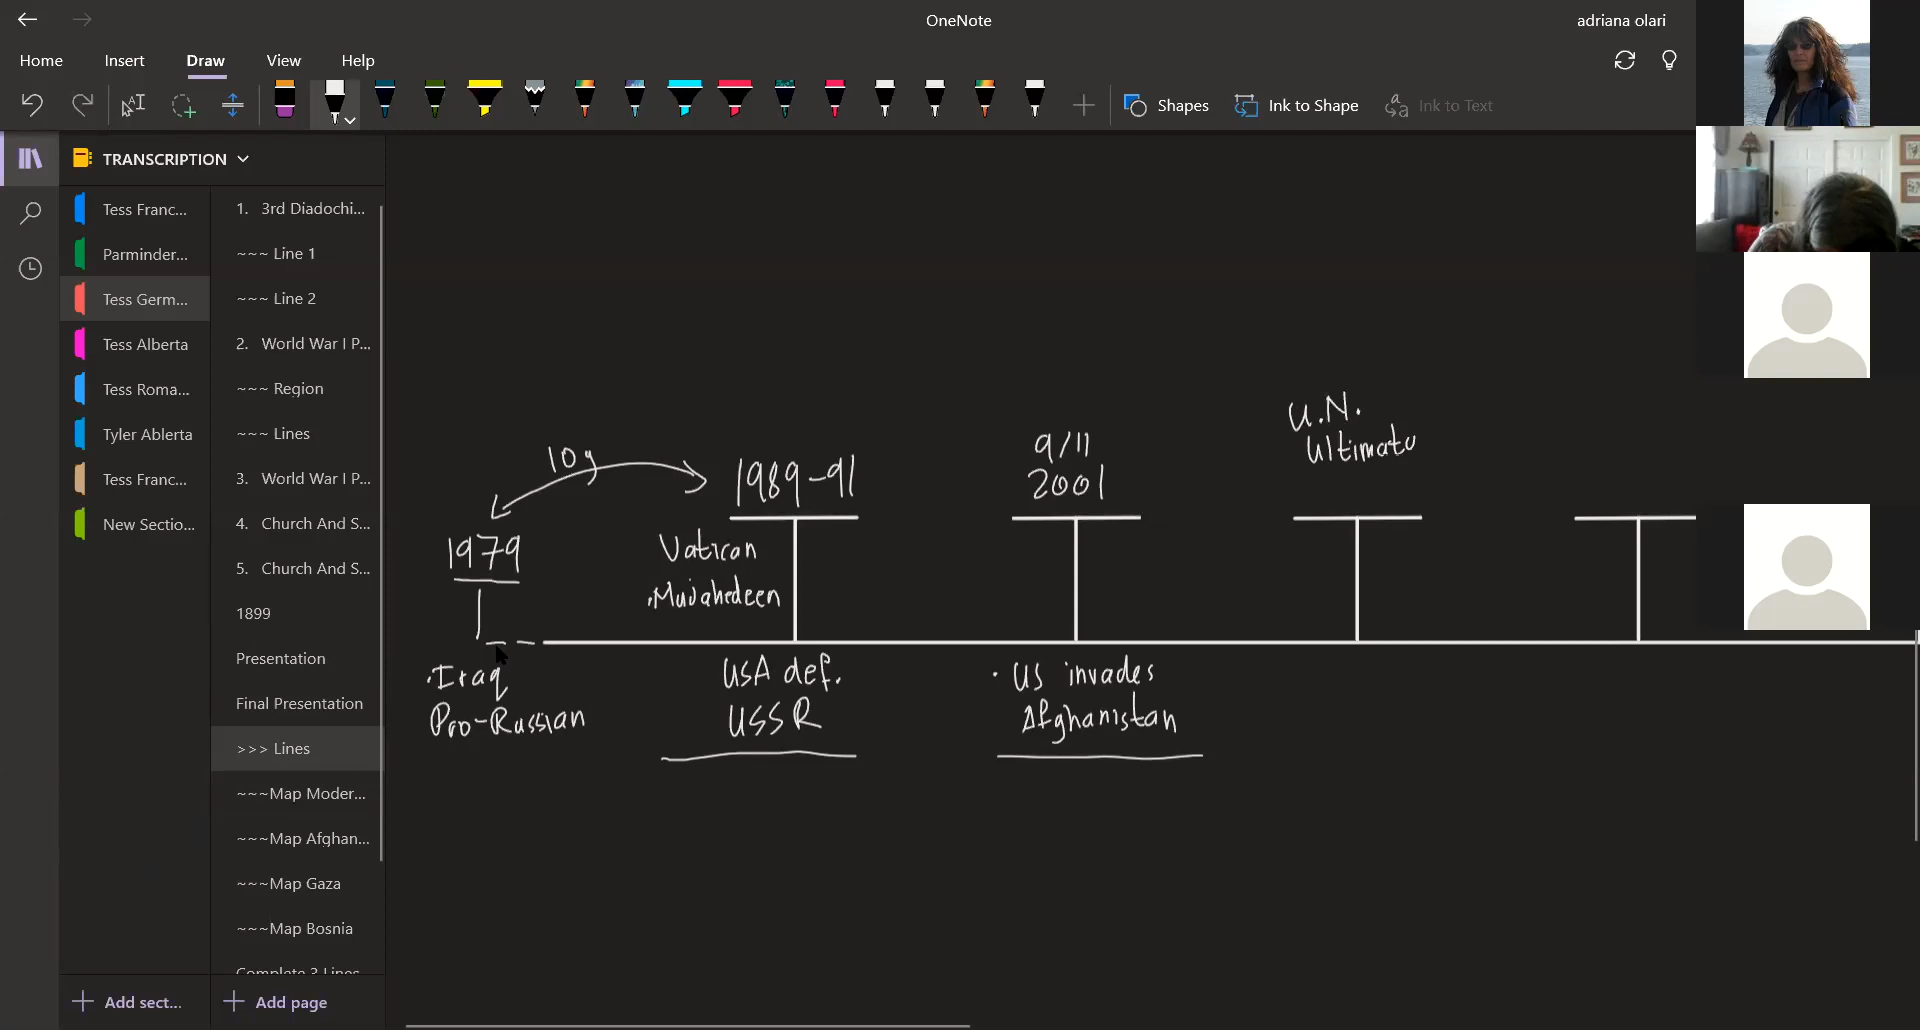 OneNote
adriana olari
Home Insert Draw View Help
Shapes Ink to Shape Ink to Text
TRANSCRIPTION
Tess Franc...
Parminder...
Tess Germ...
Tess Alberta
Tess Roma...
Tyler Ablerta
Tess Franc...
New Sectio...
1. 3rd Diadochi...
~~~ Line 1
~~~ Line 2
2. World War I P...
~~~ Region
~~~ Lines
3. World War I P...
4. Church And S...
5. Church And S...
1899
Presentation
Final Presentation
>>> Lines
~~~Map Moder...
~~~Map Afghan...
~~~Map Gaza
~~~Map Bosnia
Complete 3 Lines
Add sect...
Add page
10y
1979
·Iraq
Pro-Russian
1989-91
Vatican
·Mujahedeen
USA def.
USSR
9/11
2001
· US invades
Afghanistan
U.N.
Ultimatu